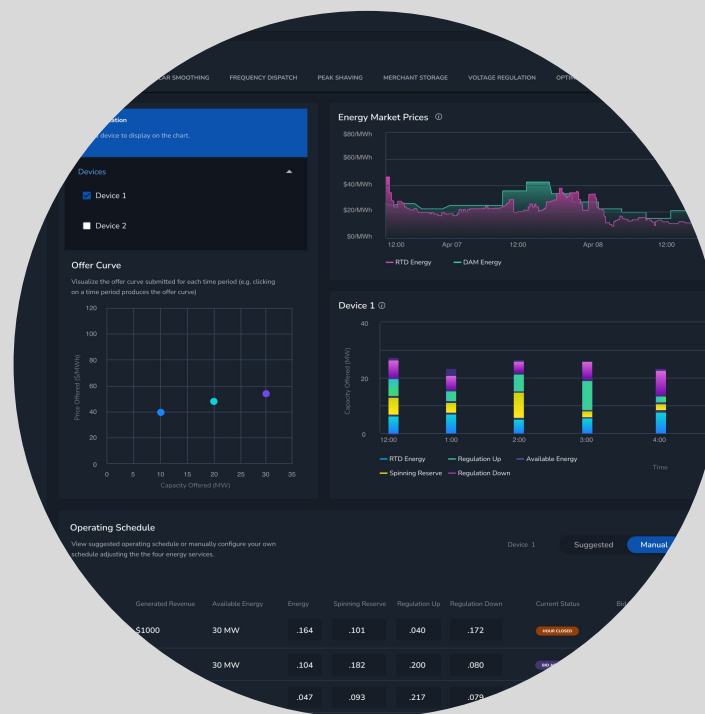 SMOOTHING
FREQUENCY DISPATCH
PEAK SHAVING
MERCHANT STORAGE
VOLTAGE REGULATION
device to display on the chart.
Devices
Device 1
Device 2
Offer Curve
Visualize the offer curve submitted for each time period (e.g. clicking
on a time period produces the offer curve)
120
100
80
60
40
20
0
Price Offered ($/MWh)
0 5 10 15 20 25 30 35
Capacity Offered (MW)
Energy Market Prices
$80/MWh
$60/MWh
$40/MWh
$20/MWh
$0/MWh
12:00 Apr 07 12:00 Apr 08 12:00
RTD Energy DAM Energy
Device 1
40
20
0
Capacity Offered (MW)
12:00 1:00 2:00 3:00 4:00
RTD Energy Regulation Up Available Energy
Spinning Reserve Regulation Down
Time
Operating Schedule
View suggested operating schedule or manually configure your own
schedule adjusting the the four energy services.
Device 1 Suggested Manual
Generated Revenue Available Energy Energy Spinning Reserve Regulation Up Regulation Down Current Status Bid
$1000 30 MW .164 .101 .040 .172 HOUR CLOSED
30 MW .104 .182 .200 .080 BID
.047 .093 .217 .079